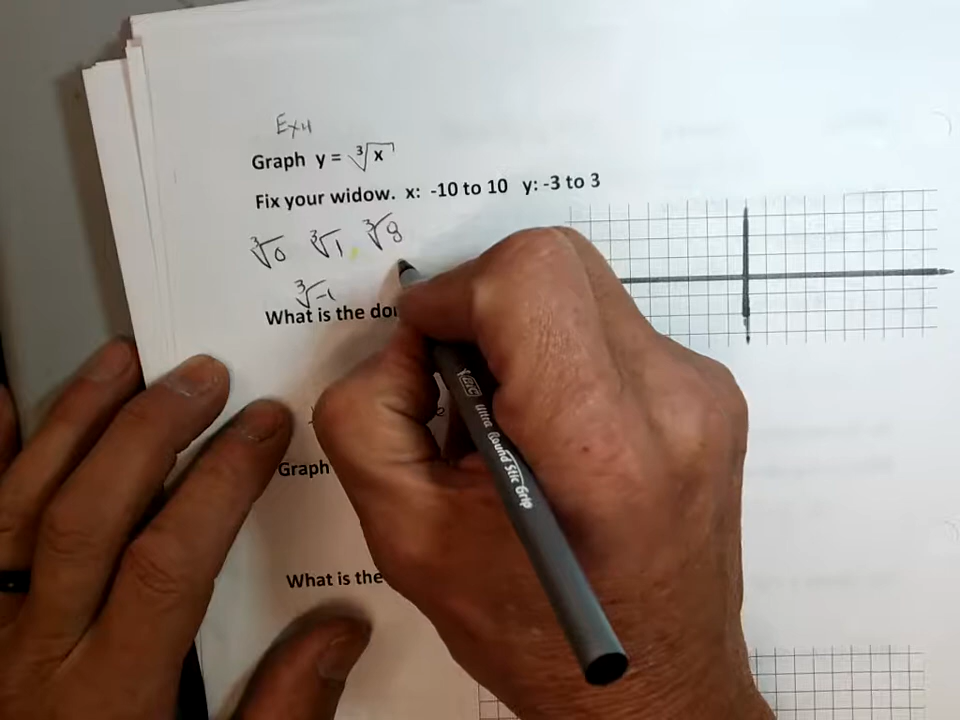 Ex4
Graph y = ∛x
Fix your widow. x: -10 to 10 y: -3 to 3
∛0 ∛1 ∛8
∛-1
What is the
Graph
What is the
BIC Ultra Round Stic Grip